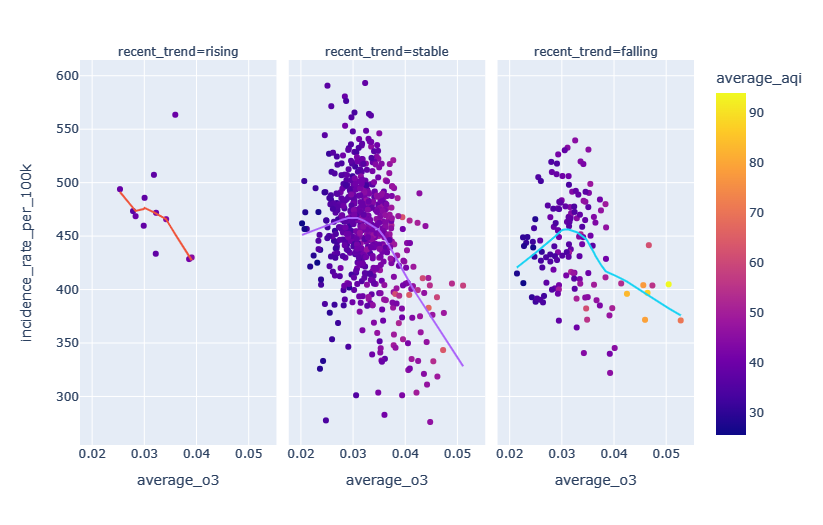 recent_trend=rising
recent_trend=stable
recent_trend=falling
average_aqi
600
550
500
450
400
350
300
incidence_rate_per_100k
0.02 0.03 0.04 0.05
0.02 0.03 0.04 0.05
0.02 0.03 0.04 0.05
average_o3
average_o3
average_o3
90
80
70
60
50
40
30